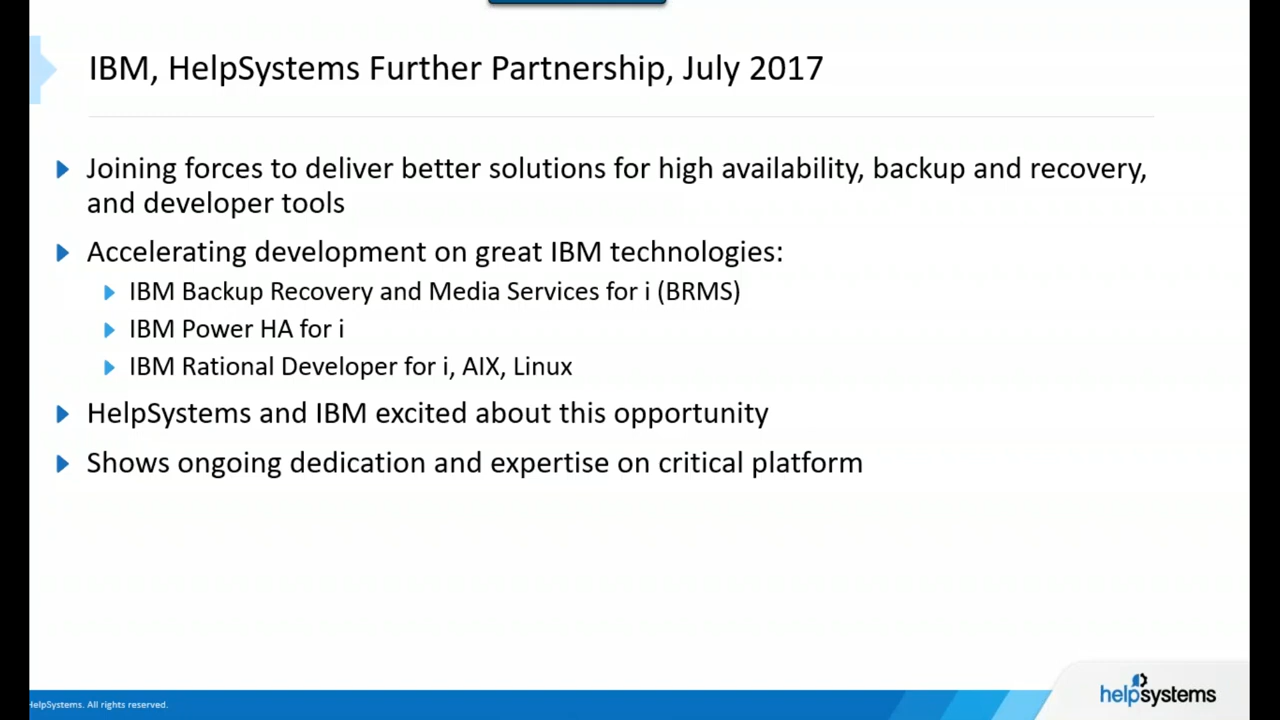 IBM, HelpSystems Further Partnership, July 2017
Joining forces to deliver better solutions for high availability, backup and recovery,
and developer tools
Accelerating development on great IBM technologies:
IBM Backup Recovery and Media Services for i (BRMS)
IBM Power HA for i
IBM Rational Developer for i, AIX, Linux
HelpSystems and IBM excited about this opportunity
Shows ongoing dedication and expertise on critical platform
HelpSystems. All rights reserved.
helpsystems